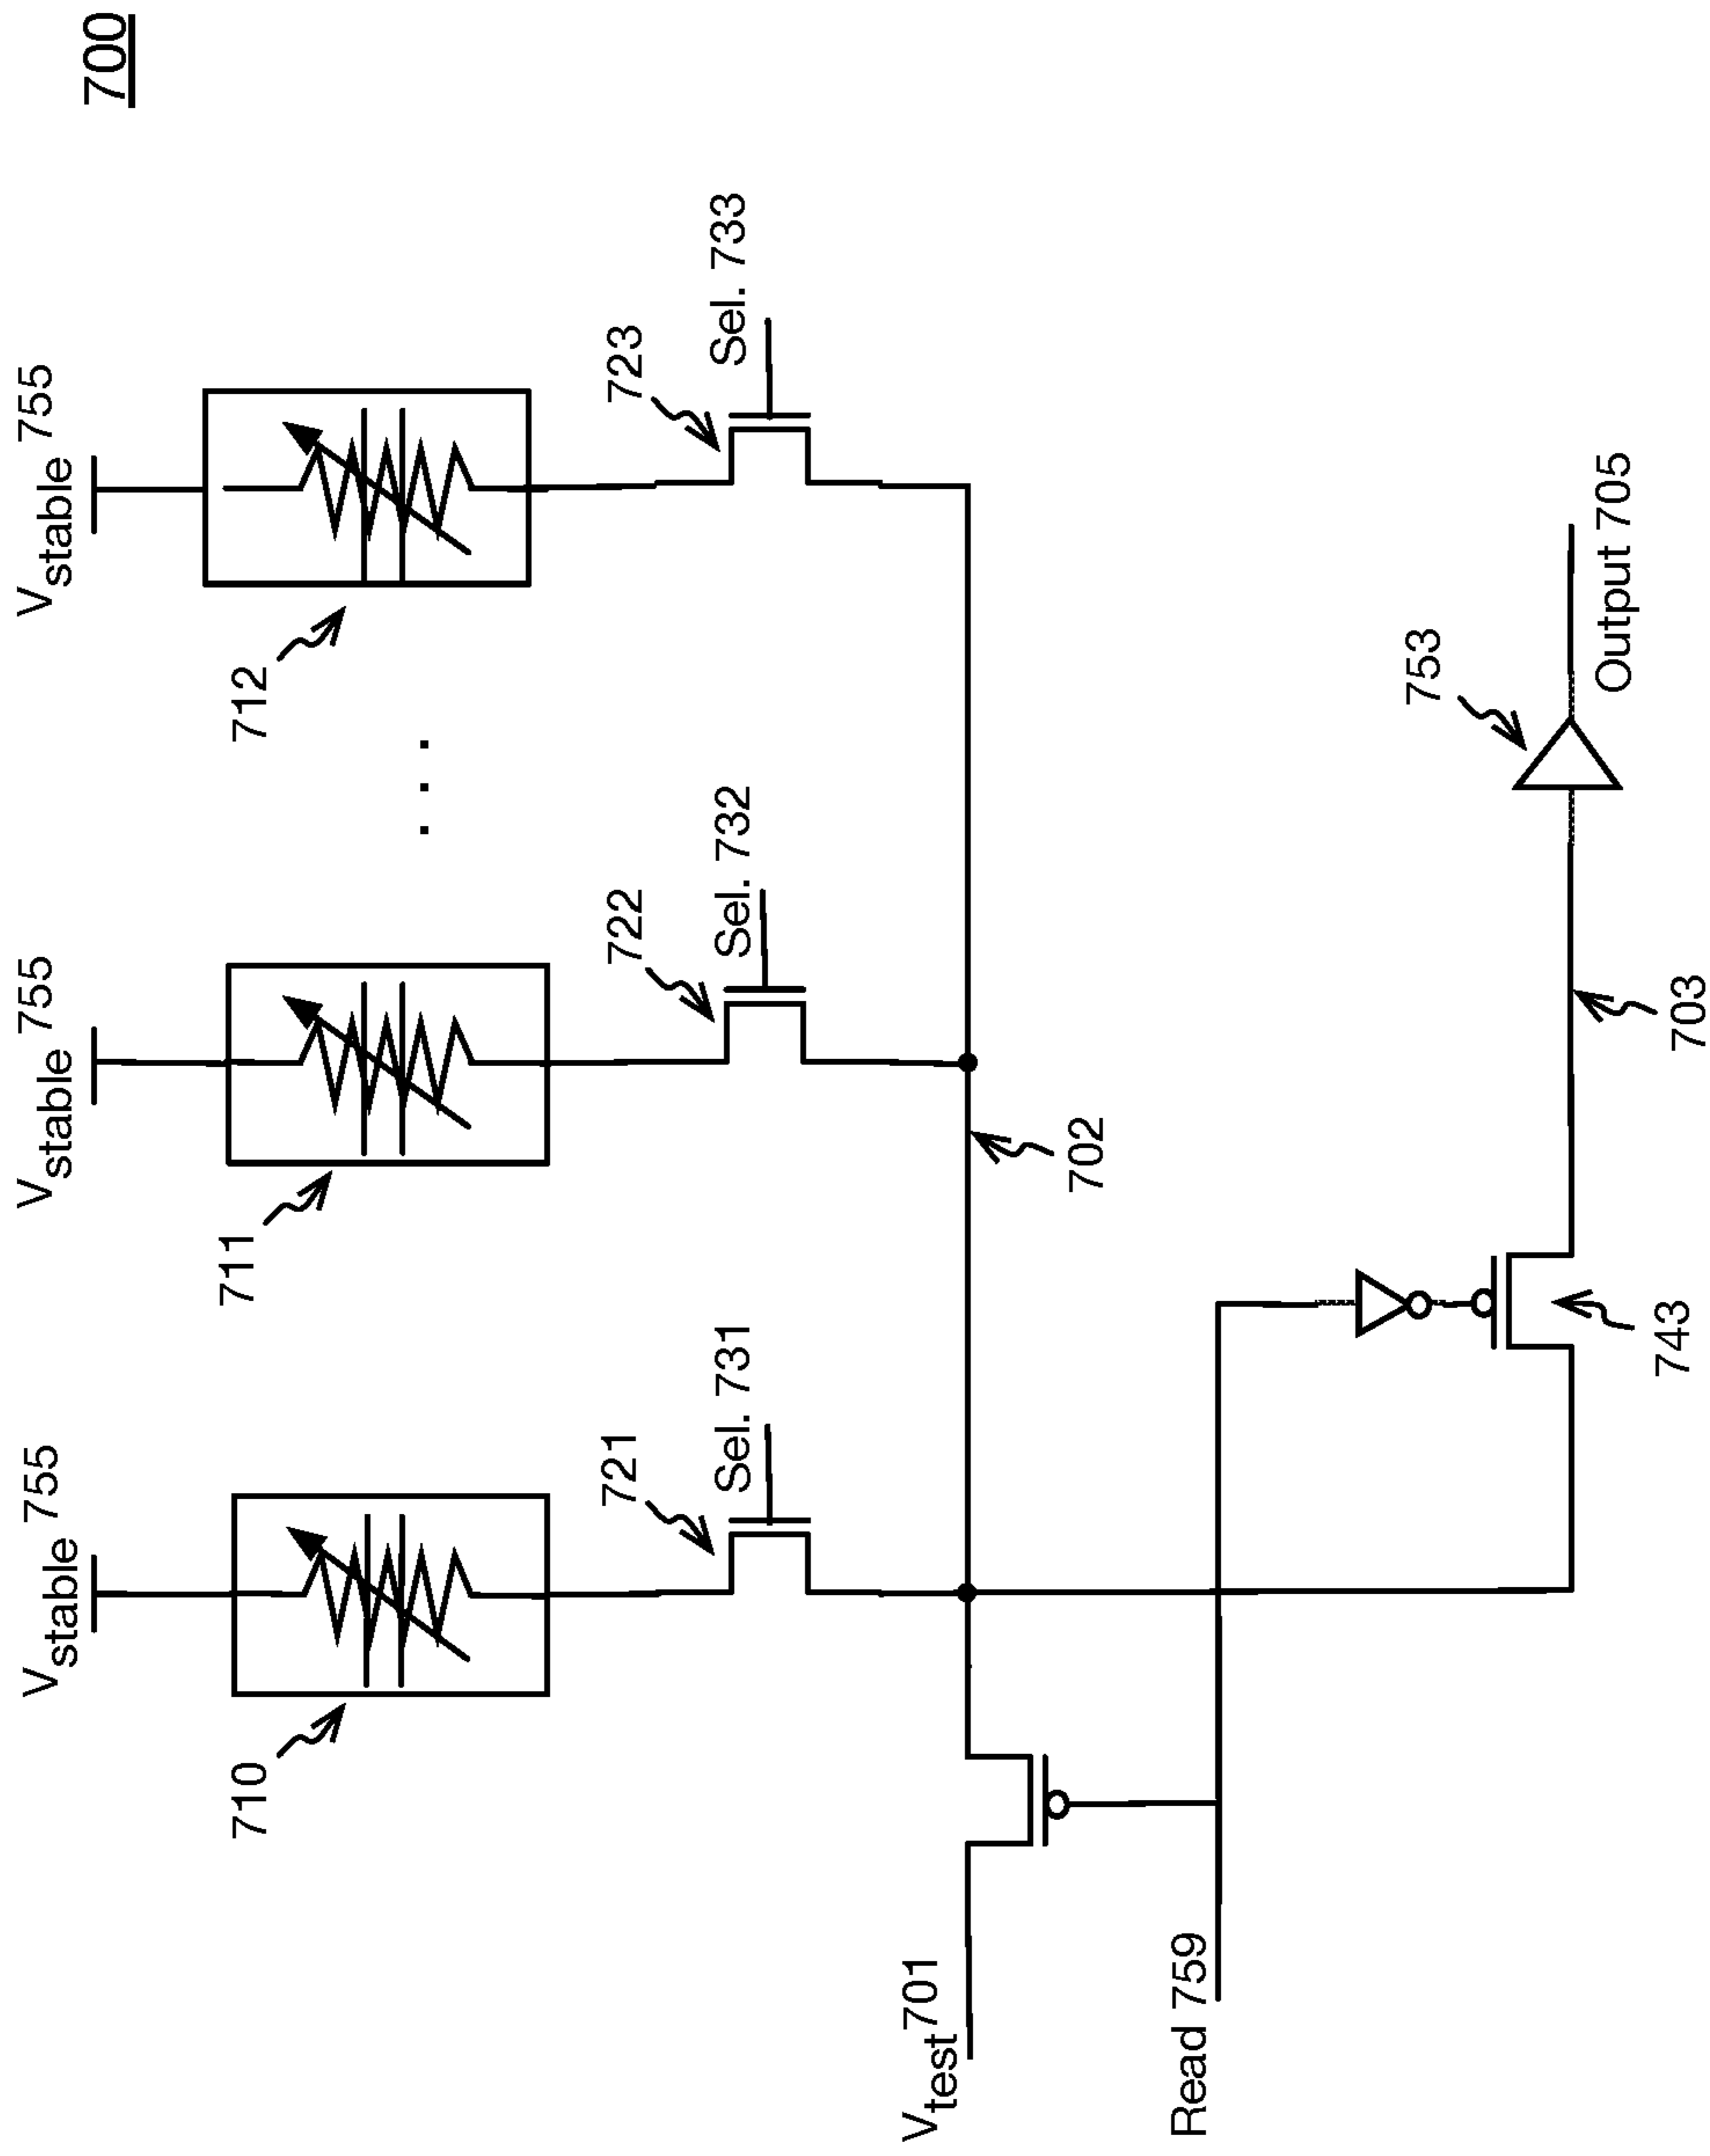 700
Vstable 755
Vstable 755
Vstable 755
710
711
712
. . .
721
722
723
Sel. 731
Sel. 732
Sel. 733
Vtest 701
702
Read 759
743
703
753
Output 705